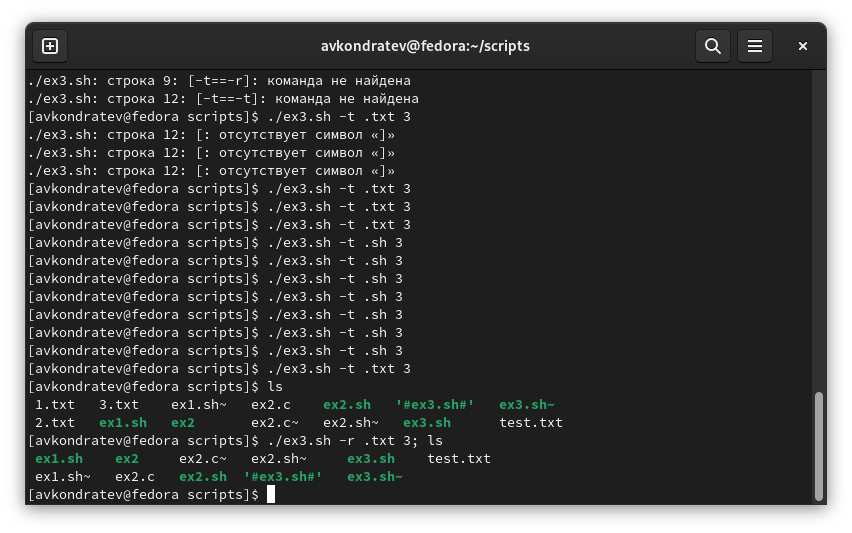 avkondratev@fedora:~/scripts
./ex3.sh: строка 9: [-t==-r]: команда не найдена
./ex3.sh: строка 12: [-t==-t]: команда не найдена
[avkondratev@fedora scripts]$ ./ex3.sh -t .txt 3
./ex3.sh: строка 12: [: отсутствует символ «]»
./ex3.sh: строка 12: [: отсутствует символ «]»
./ex3.sh: строка 12: [: отсутствует символ «]»
[avkondratev@fedora scripts]$ ./ex3.sh -t .txt 3
[avkondratev@fedora scripts]$ ./ex3.sh -t .txt 3
[avkondratev@fedora scripts]$ ./ex3.sh -t .txt 3
[avkondratev@fedora scripts]$ ./ex3.sh -t .sh 3
[avkondratev@fedora scripts]$ ./ex3.sh -t .sh 3
[avkondratev@fedora scripts]$ ./ex3.sh -t .sh 3
[avkondratev@fedora scripts]$ ./ex3.sh -t .sh 3
[avkondratev@fedora scripts]$ ./ex3.sh -t .sh 3
[avkondratev@fedora scripts]$ ./ex3.sh -t .sh 3
[avkondratev@fedora scripts]$ ./ex3.sh -t .sh 3
[avkondratev@fedora scripts]$ ./ex3.sh -t .txt 3
[avkondratev@fedora scripts]$ ls
1.txt 3.txt ex1.sh~ ex2.c ex2.sh '#ex3.sh#' ex3.sh~
2.txt ex1.sh ex2 ex2.c~ ex2.sh~ ex3.sh test.txt
[avkondratev@fedora scripts]$ ./ex3.sh -r .txt 3; ls
ex1.sh ex2 ex2.c~ ex2.sh~ ex3.sh test.txt
ex1.sh~ ex2.c ex2.sh '#ex3.sh#' ex3.sh~
[avkondratev@fedora scripts]$